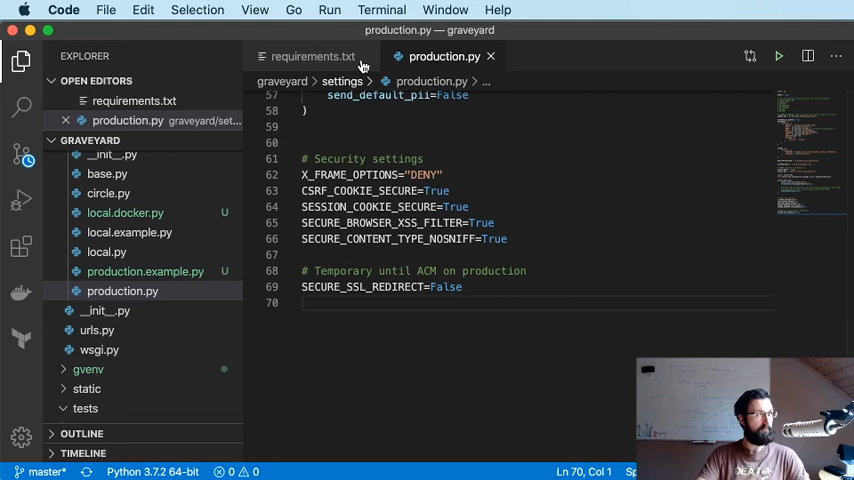 Code File Edit Selection View Go Run Terminal Window Help
production.py — graveyard
EXPLORER
requirements.txt
production.py
OPEN EDITORS
graveyard > settings > production.py > ...
requirements.txt
production.py graveyard/set...
GRAVEYARD
__init__.py
base.py
circle.py
local.docker.py U
local.example.py
local.py
production.example.py U
production.py
__init__.py
urls.py
wsgi.py
gvenv
static
tests
OUTLINE
TIMELINE
57 send_default_pii=False
58 )
59
60
61 # Security settings
62 X_FRAME_OPTIONS="DENY"
63 CSRF_COOKIE_SECURE=True
64 SESSION_COOKIE_SECURE=True
65 SECURE_BROWSER_XSS_FILTER=True
66 SECURE_CONTENT_TYPE_NOSNIFF=True
67
68 # Temporary until ACM on production
69 SECURE_SSL_REDIRECT=False
70
master* Python 3.7.2 64-bit 0 0 Ln 70, Col 1